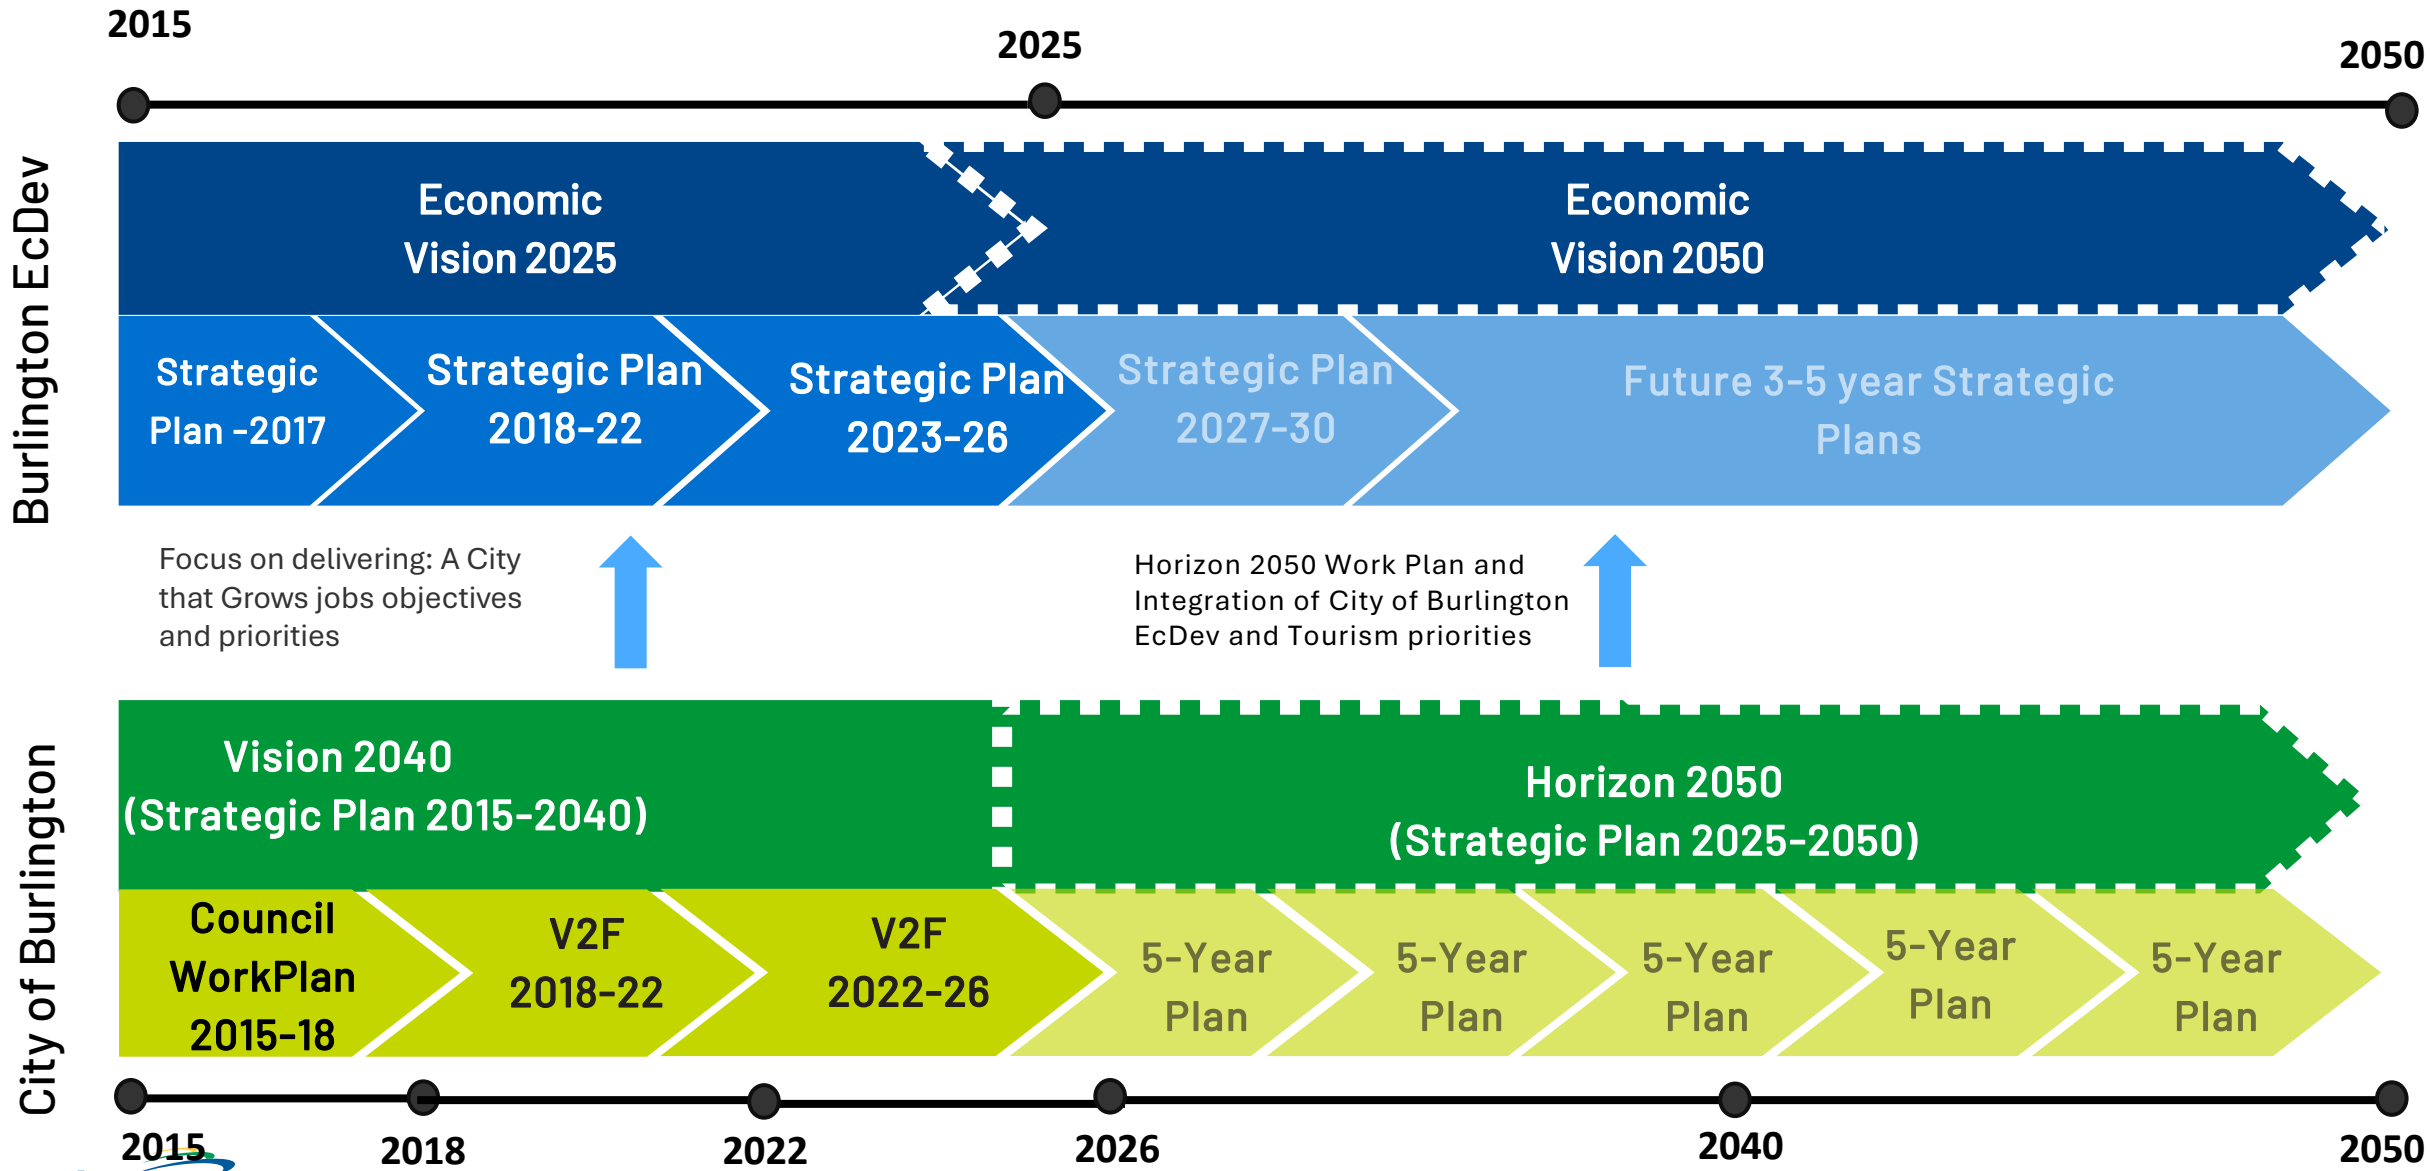 2015
2025
2050
Burlington EcDev
Economic
Vision 2025
Economic
Vision 2050
Strategic
Plan -2017
Strategic Plan
2018-22
Strategic Plan
2023-26
Strategic Plan
2027-30
Future 3-5 year Strategic
Plans
Focus on delivering: A City
that Grows jobs objectives
and priorities
Horizon 2050 Work Plan and
Integration of City of Burlington
EcDev and Tourism priorities
City of Burlington
Vision 2040
(Strategic Plan 2015-2040)
Horizon 2050
(Strategic Plan 2025-2050)
Council
WorkPlan
2015-18
V2F
2018-22
V2F
2022-26
5-Year
Plan
5-Year
Plan
5-Year
Plan
5-Year
Plan
5-Year
Plan
2015
2018
2022
2026
2040
2050